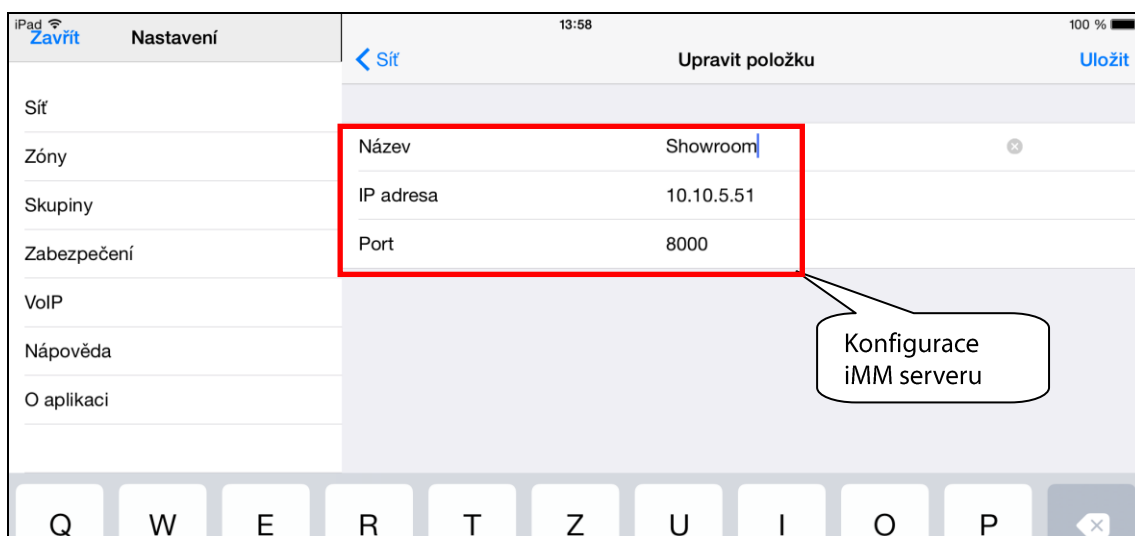 iPad 13:58 100 %
Zavřít Nastavení
Síť Upravit položku Uložit
Síť
Zóny
Skupiny
Zabezpečení
VoIP
Nápověda
O aplikaci
Název Showroom
IP adresa 10.10.5.51
Port 8000
Konfigurace
iMM serveru
Q W E R T Z U I O P